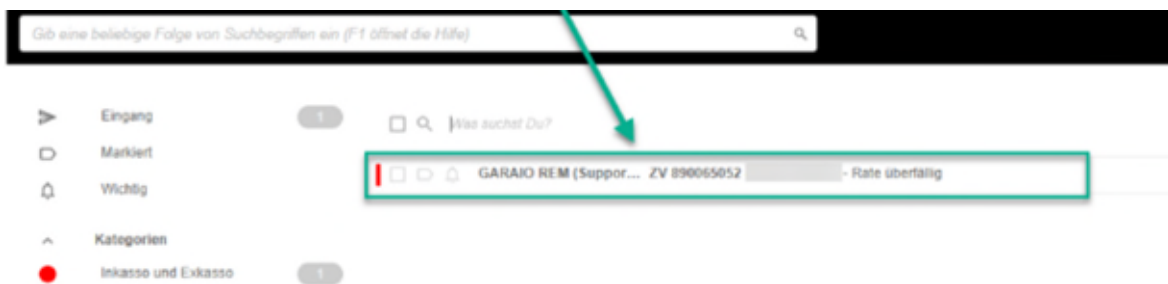 Gib eine beliebige Folge von Suchbegriffen ein (F1 öffnet die Hilfe)
Eingang 1
Was suchst Du?
Markiert
GARAIO REM (Suppor... ZV 890065052 - Rate überfällig
Wichtig
Kategorien
Inkasso und Exkasso 1